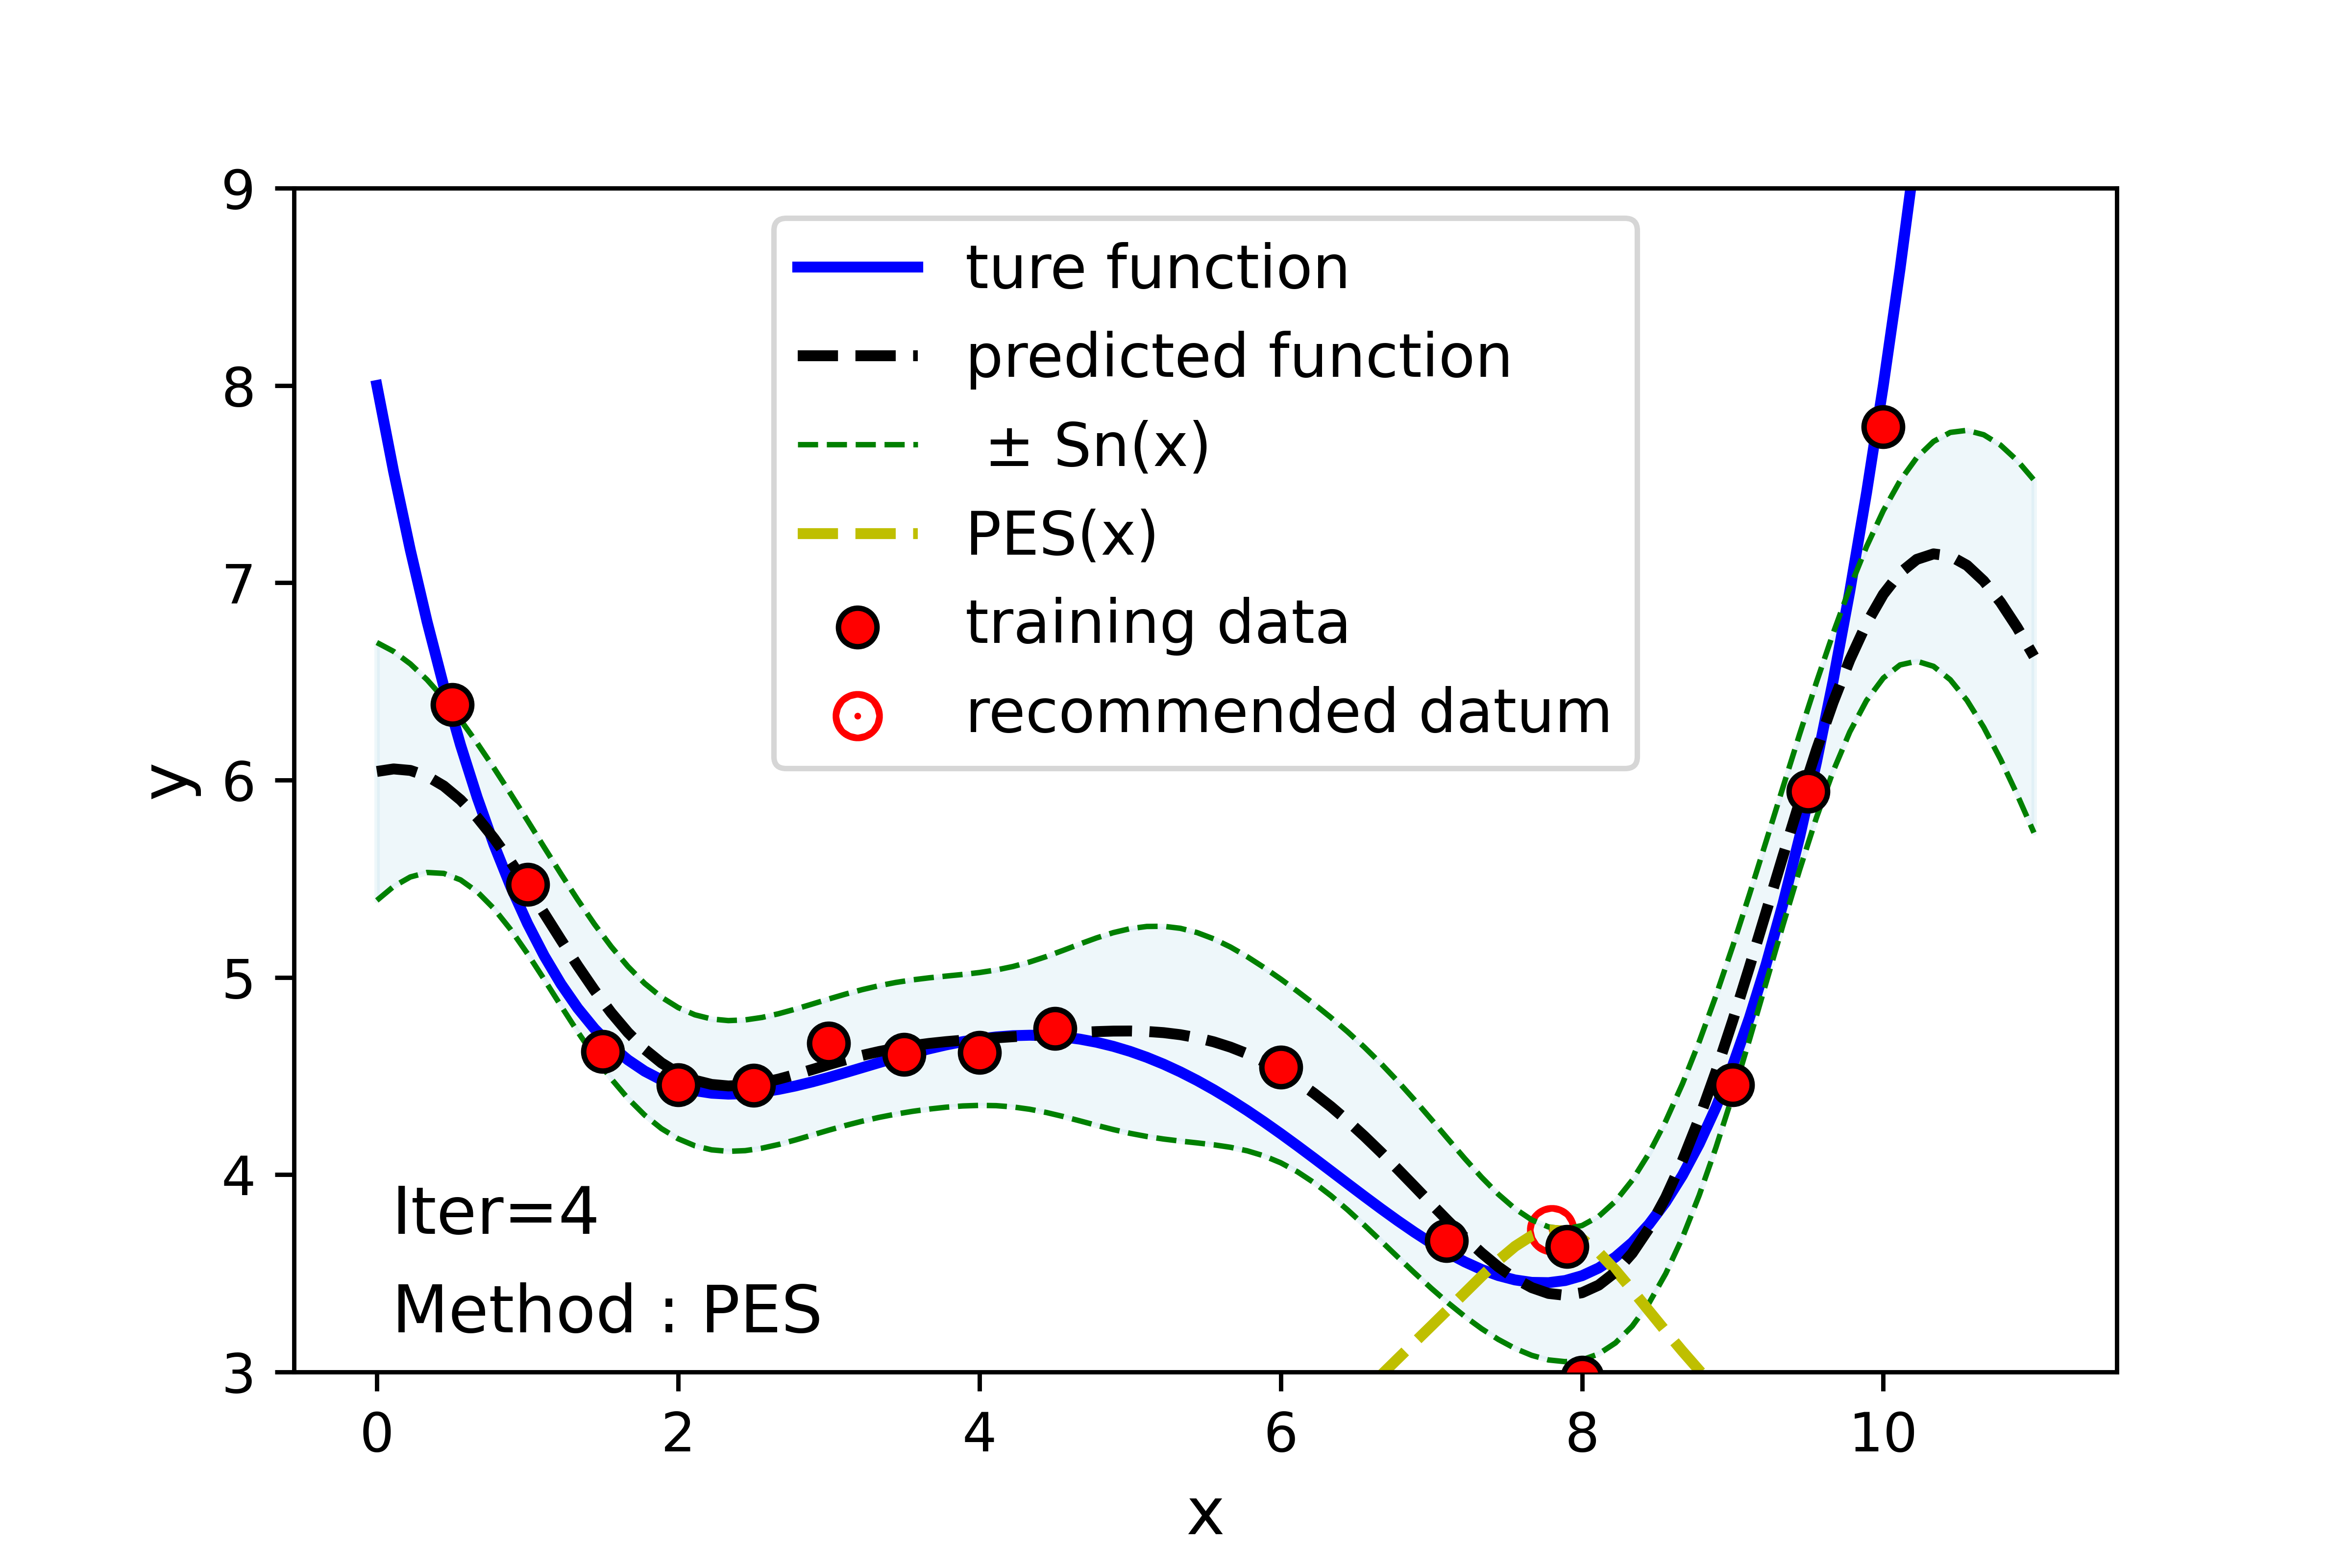 ture function
predicted function
± Sn(x)
PES(x)
training data
recommended datum
9
8
7
6
5
4
3
y
Iter=4
Method : PES
0 2 4 6 8 10
x